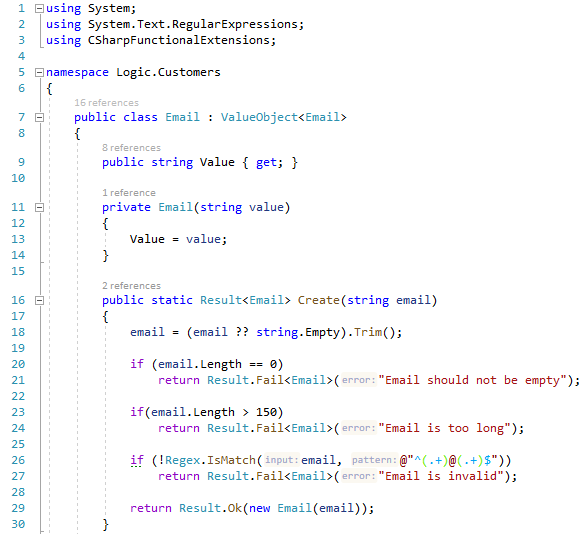 1 using System;
2 using System.Text.RegularExpressions;
3 using CSharpFunctionalExtensions;
4
5 namespace Logic.Customers
6 {
16 references
7 public class Email : ValueObject<Email>
8 {
8 references
9 public string Value { get; }
10
1 reference
11 private Email(string value)
12 {
13 Value = value;
14 }
15
2 references
16 public static Result<Email> Create(string email)
17 {
18 email = (email ?? string.Empty).Trim();
19
20 if (email.Length == 0)
21 return Result.Fail<Email>(error: "Email should not be empty");
22
23 if(email.Length > 150)
24 return Result.Fail<Email>(error: "Email is too long");
25
26 if (!Regex.IsMatch(input: email, pattern: @"^(.+)@(.+)$"))
27 return Result.Fail<Email>(error: "Email is invalid");
28
29 return Result.Ok(new Email(email));
30 }